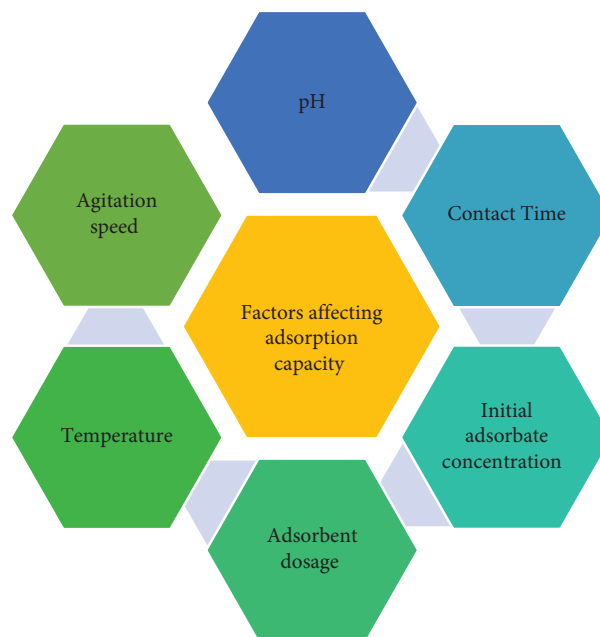 pH
Contact Time
Initial
adsorbate
concentration
Adsorbent
dosage
Temperature
Agitation
speed
Factors affecting
adsorption
capacity